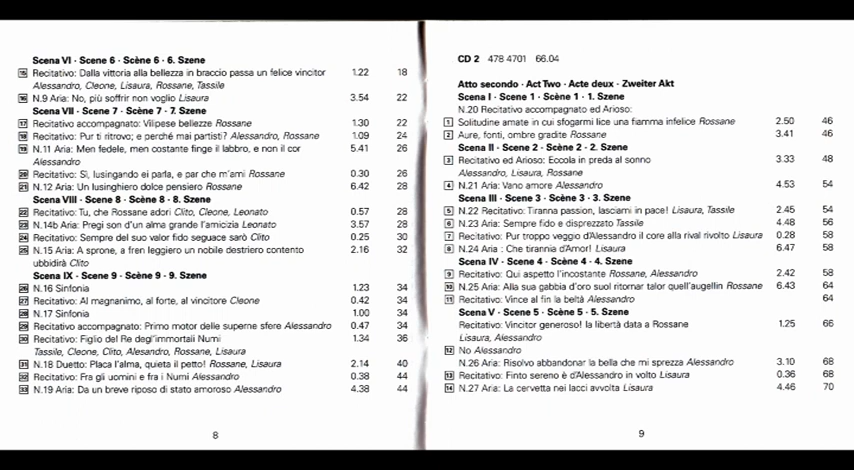 Scena VI · Scene 6 · Scène 6 · 6. Szene
15 Recitativo: Dalla vittoria alla bellezza in braccio passa un felice vincitor 1.22 18
Alessandro, Cleone, Lisaura, Rossane, Tassile
16 N.9 Aria: No, più soffrir non voglio Lisaura 3.54 22
Scena VII · Scene 7 · Scène 7 · 7. Szene
17 Recitativo accompagnato: Vilipese bellezze Rossane 1.30 22
18 Recitativo: Pur ti ritrovo; e perché mai partisti? Alessandro, Rossane 1.09 24
19 N.11 Aria: Men fedele, men costante finge il labbro, e non il cor 5.41 26
Alessandro
20 Recitativo: Sì, lusingando ei parla, e par che m'ami Rossane 0.30 26
21 N.12 Aria: Un lusinghiero dolce pensiero Rossane 6.42 28
Scena VIII · Scene 8 · Scène 8 · 8. Szene
22 Recitativo: Tu, che Rossane adori Clito, Cleone, Leonato 0.57 28
23 N.14b Aria: Pregi son d'un alma grande l'amicizia Leonato 3.57 28
24 Recitativo: Sempre del suo valor fido seguace sarò Clito 0.25 30
25 N.15 Aria: A sprone, a fren leggiero un nobile destriero contento 2.16 32
ubbidirà Clito
Scena IX · Scene 9 · Scène 9 · 9. Szene
26 N.16 Sinfonia 1.23 34
27 Recitativo: Al magnanimo, al forte, al vincitore Cleone 0.42 34
28 N.17 Sinfonia 1.00 34
29 Recitativo accompagnato: Primo motor delle superne sfere Alessandro 0.47 34
30 Recitativo: Figlio del Re degl'immortali Numi 1.34 36
Tassile, Cleone, Clito, Alesandro, Rossane, Lisaura
31 N.18 Duetto: Placa l'alma, quieta il petto! Rossane, Lisaura 2.14 40
32 Recitativo: Fra gli uomini e fra i Numi Alessandro 0.38 44
33 N.19 Aria: Da un breve riposo di stato amoroso Alessandro 4.38 44
8
CD 2 478 4701 66.04
Atto secondo · Act Two · Acte deux · Zweiter Akt
Scena I · Scene 1 · Scène 1 · 1. Szene
N.20 Recitativo accompagnato ed Arioso:
1 Solitudine amate in cui sfogarmi lice una fiamma infelice Rossane 2.50 46
2 Aure, fonti, ombre gradite Rossane 3.41 46
Scena II · Scene 2 · Scène 2 · 2. Szene
3 Recitativo ed Arioso: Eccola in preda al sonno 3.33 48
Alessandro, Lisaura, Rossane
4 N.21 Aria: Vano amore Alessandro 4.53 54
Scena III · Scene 3 · Scène 3 · 3. Szene
5 N.22 Recitativo: Tiranna passion, lasciami in pace! Lisaura, Tassile 2.45 54
6 N.23 Aria: Sempre fido e disprezzato Tassile 4.48 56
7 Recitativo: Pur troppo veggio d'Alessandro il core alla rival rivolto Lisaura 0.28 58
8 N.24 Aria : Che tirannia d'Amor! Lisaura 6.47 58
Scena IV · Scene 4 · Scène 4 · 4. Szene
9 Recitativo: Qui aspetto l'incostante Rossane, Alessandro 2.42 58
10 N.25 Aria: Alla sua gabbia d'oro suol ritornar talor quell'augellin Rossane 6.43 64
11 Recitativo: Vince al fin la beltà Alessandro 64
Scena V · Scene 5 · Scène 5 · 5. Szene
Recitativo: Vincitor generoso! la libertà data a Rossane 1.25 66
Lisaura, Alessandro
12 No Alessandro
N.26 Aria: Risolvo abbandonar la bella che mi sprezza Alessandro 3.10 68
13 Recitativo: Finto sereno è d'Alessandro in volto Lisaura 0.36 68
14 N.27 Aria: La cervetta nei lacci avvolta Lisaura 4.46 70
9